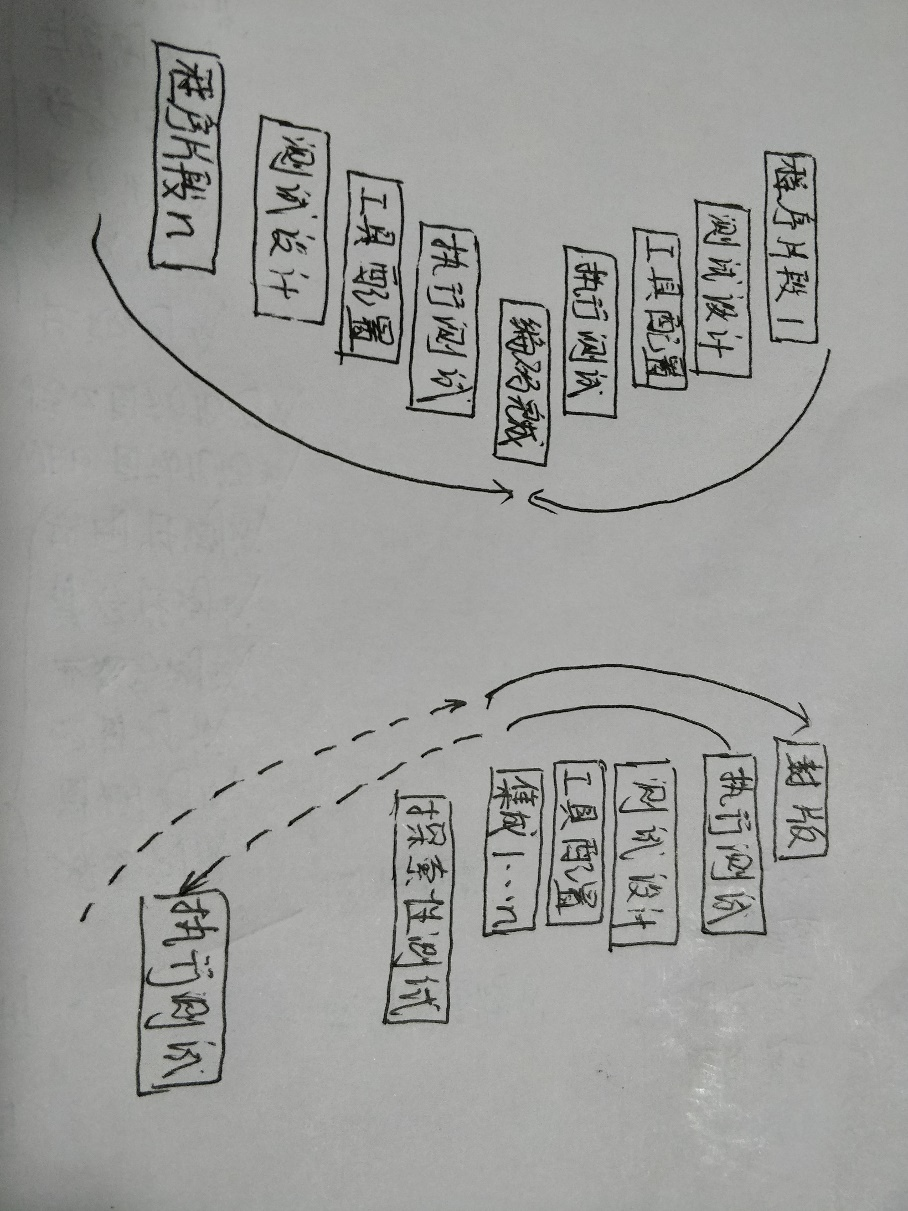 程序片段1
测试设计
工具配置
执行测试
编码完成
执行测试
工具配置
测试设计
程序片段n
封版
执行测试
测试设计
工具配置
集成1…n
探索性测试
执行测试